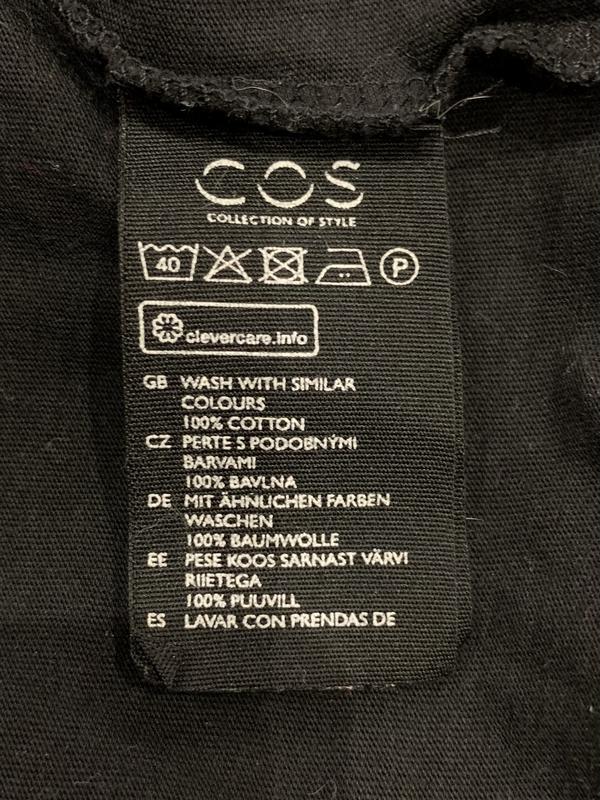 COS
COLLECTION OF STYLE
40 P
clevercare.info
GB WASH WITH SIMILAR
COLOURS
100% COTTON
CZ PERTE S PODOBNÝMI
BARVAMI
100% BAVLNA
DE MIT ÄHNLICHEN FARBEN
WASCHEN
100% BAUMWOLLE
EE PESE KOOS SARNAST VÄRVI
RIIETEGA
100% PUUVILL
ES LAVAR CON PRENDAS DE